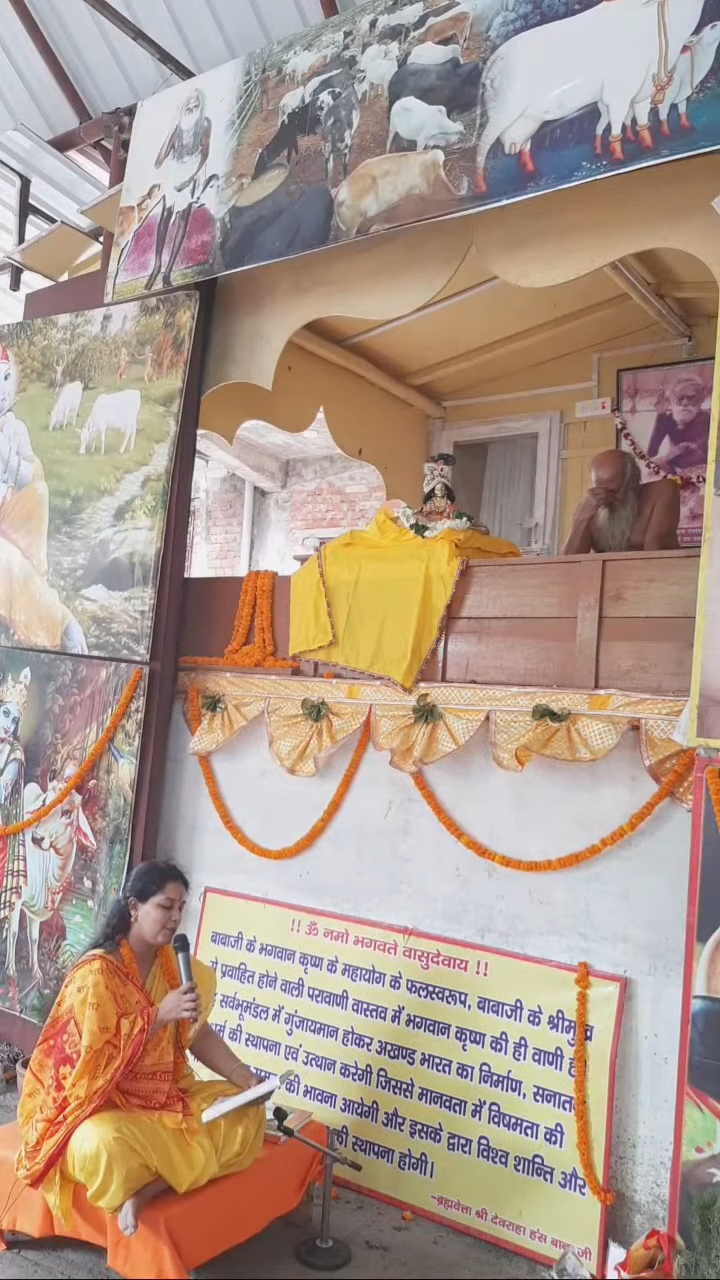 !! ॐ नमो भगवते वासुदेवाय !!
बाबाजी के भगवान कृष्ण के महायोग के फलस्वरूप, बाबाजी के श्रीमुख
से प्रवाहित होने वाली परावाणी वास्तव में भगवान कृष्ण की ही वाणी
सर्वभूमंडल में गुंजायमान होकर अखण्ड भारत का निर्माण, सनातन
की स्थापना एवं उत्थान करेगी जिससे मानवता में विषमता की
की भावना आयेगी और इसके द्वारा विश्व शान्ति और
स्थापना होगी।
-ब्रह्मवेत्ता श्री देवराहा हंस बाबा जी